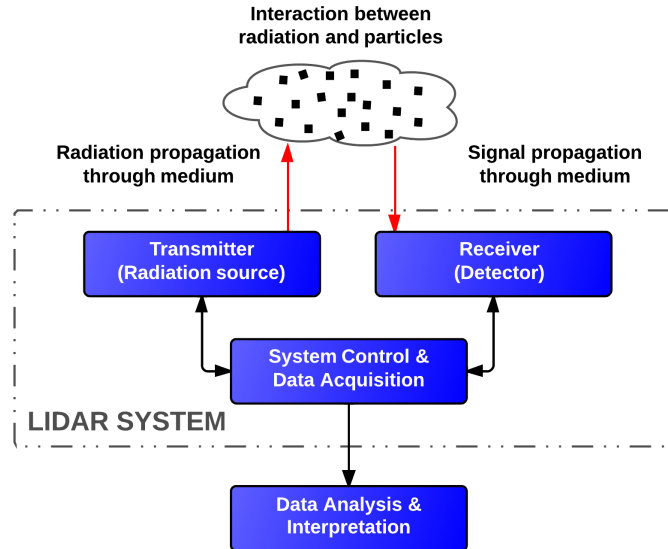 Interaction between
radiation and particles
Radiation propagation
through medium
Signal propagation
through medium
Transmitter
(Radiation source)
Receiver
(Detector)
System Control &
Data Acquisition
LIDAR SYSTEM
Data Analysis &
Interpretation